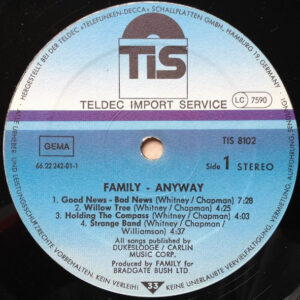 HERGESTELLT BEI DER TELDEC »TELEFUNKEN-DECCA« SCHALLPLATTEN GMBH, HAMBURG 19, GERMANY
TIS
TELDEC IMPORT SERVICE
LC 7590
GEMA
66.22 242-01-1
TIS 8102
Side 1 STEREO
FAMILY - ANYWAY
1. Good News - Bad News (Whitney / Chapman) 7:28
2. Willow Tree (Whitney / Chapman) 4:25
3. Holding The Compass (Whitney / Chapman) 4:03
4. Strange Band (Whitney / Chapman /
Williamson) 4:37
All songs published by
DUKESLODGE / CARLIN
MUSIC CORP.
Produced by FAMILY for
BRADGATE BUSH LTD
33
RECHTE VORBEHALTEN. KEIN VERLEIH! KEINE UNERLAUBTE VERVIELFÄLTIGUNG, VERMIETUNG,